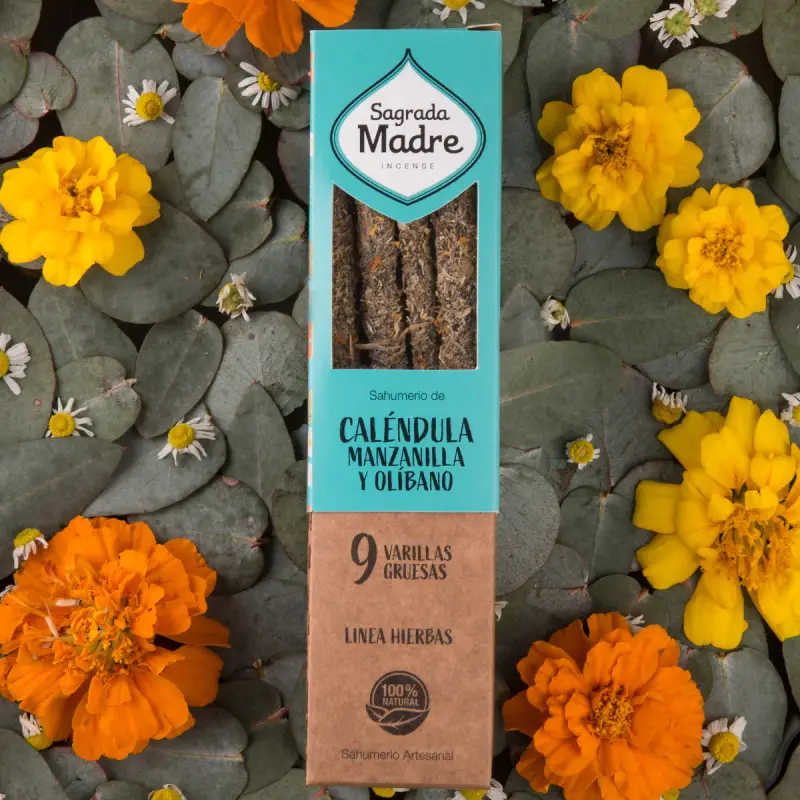 Sagrada
Madre
INCENSE
Sahumerio de
CALÉNDULA
MANZANILLA
Y OLÍBANO
9 VARILLAS
GRUESAS
LINEA HIERBAS
100%
NATURAL
Sahumerio Artesanal